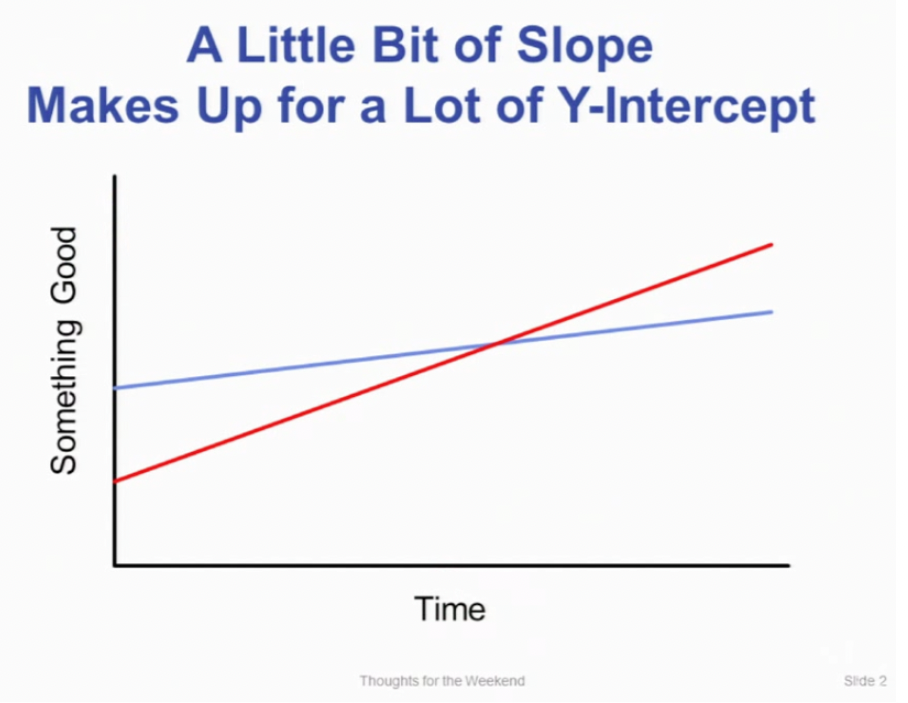 A Little Bit of Slope
Makes Up for a Lot of Y-Intercept
Something Good
Time
Thoughts for the Weekend
Slide 2